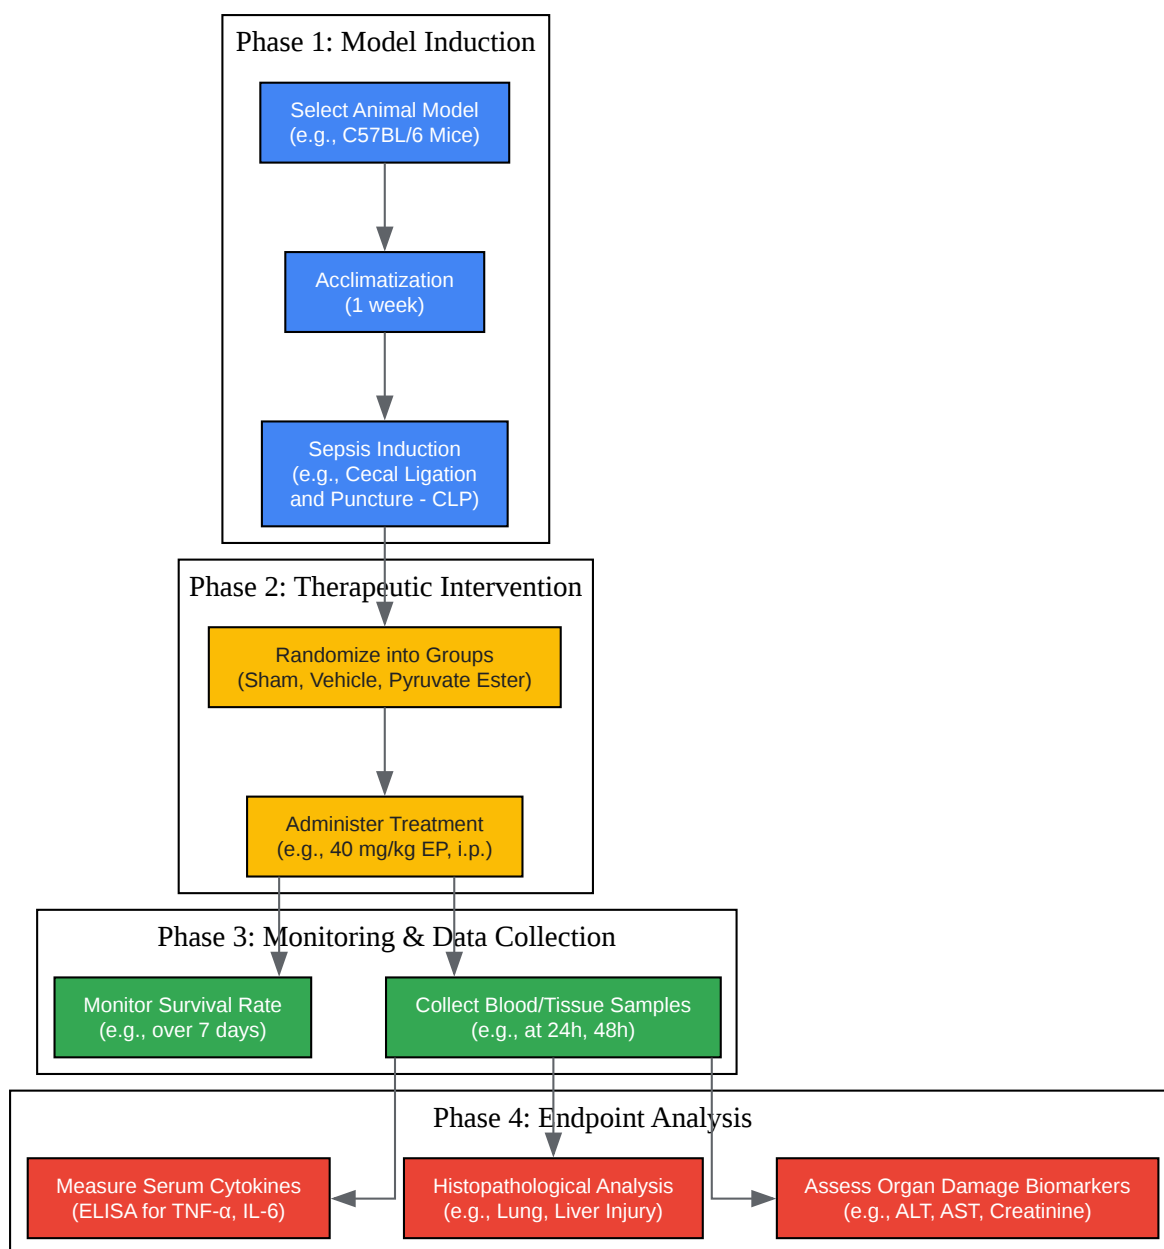 Phase 1: Model Induction
Select Animal Model
(e.g., C57BL/6 Mice)
Acclimatization
(1 week)
Sepsis Induction
(e.g., Cecal Ligation
and Puncture - CLP)
Phase 2: Therapeutic Intervention
Randomize into Groups
(Sham, Vehicle, Pyruvate Ester)
Administer Treatment
(e.g., 40 mg/kg EP, i.p.)
Phase 3: Monitoring & Data Collection
Monitor Survival Rate
(e.g., over 7 days)
Collect Blood/Tissue Samples
(e.g., at 24h, 48h)
Phase 4: Endpoint Analysis
Measure Serum Cytokines
(ELISA for TNF-α, IL-6)
Histopathological Analysis
(e.g., Lung, Liver Injury)
Assess Organ Damage Biomarkers
(e.g., ALT, AST, Creatinine)